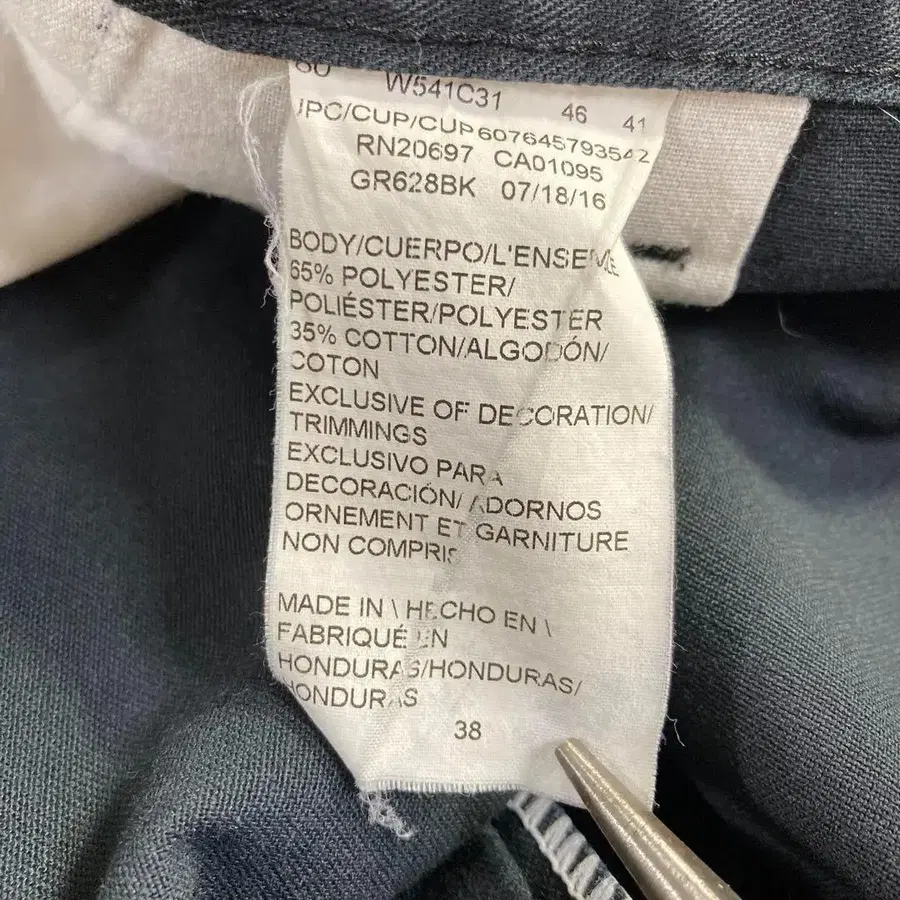 60 W541C31 46 41
UPC/CUP/CUP 607645793542
RN20697 CA01095
GR628BK 07/18/16
BODY/CUERPO/L'ENSEMBLE
65% POLYESTER/
POLIÉSTER/POLYESTER
35% COTTON/ALGODÓN/
COTON
EXCLUSIVE OF DECORATION/
TRIMMINGS
EXCLUSIVO PARA
DECORACIÓN/ ADORNOS
ORNEMENT ET GARNITURE
NON COMPRIS
MADE IN \ HECHO EN \
FABRIQUÉ EN
HONDURAS/HONDURAS/
HONDURAS
38